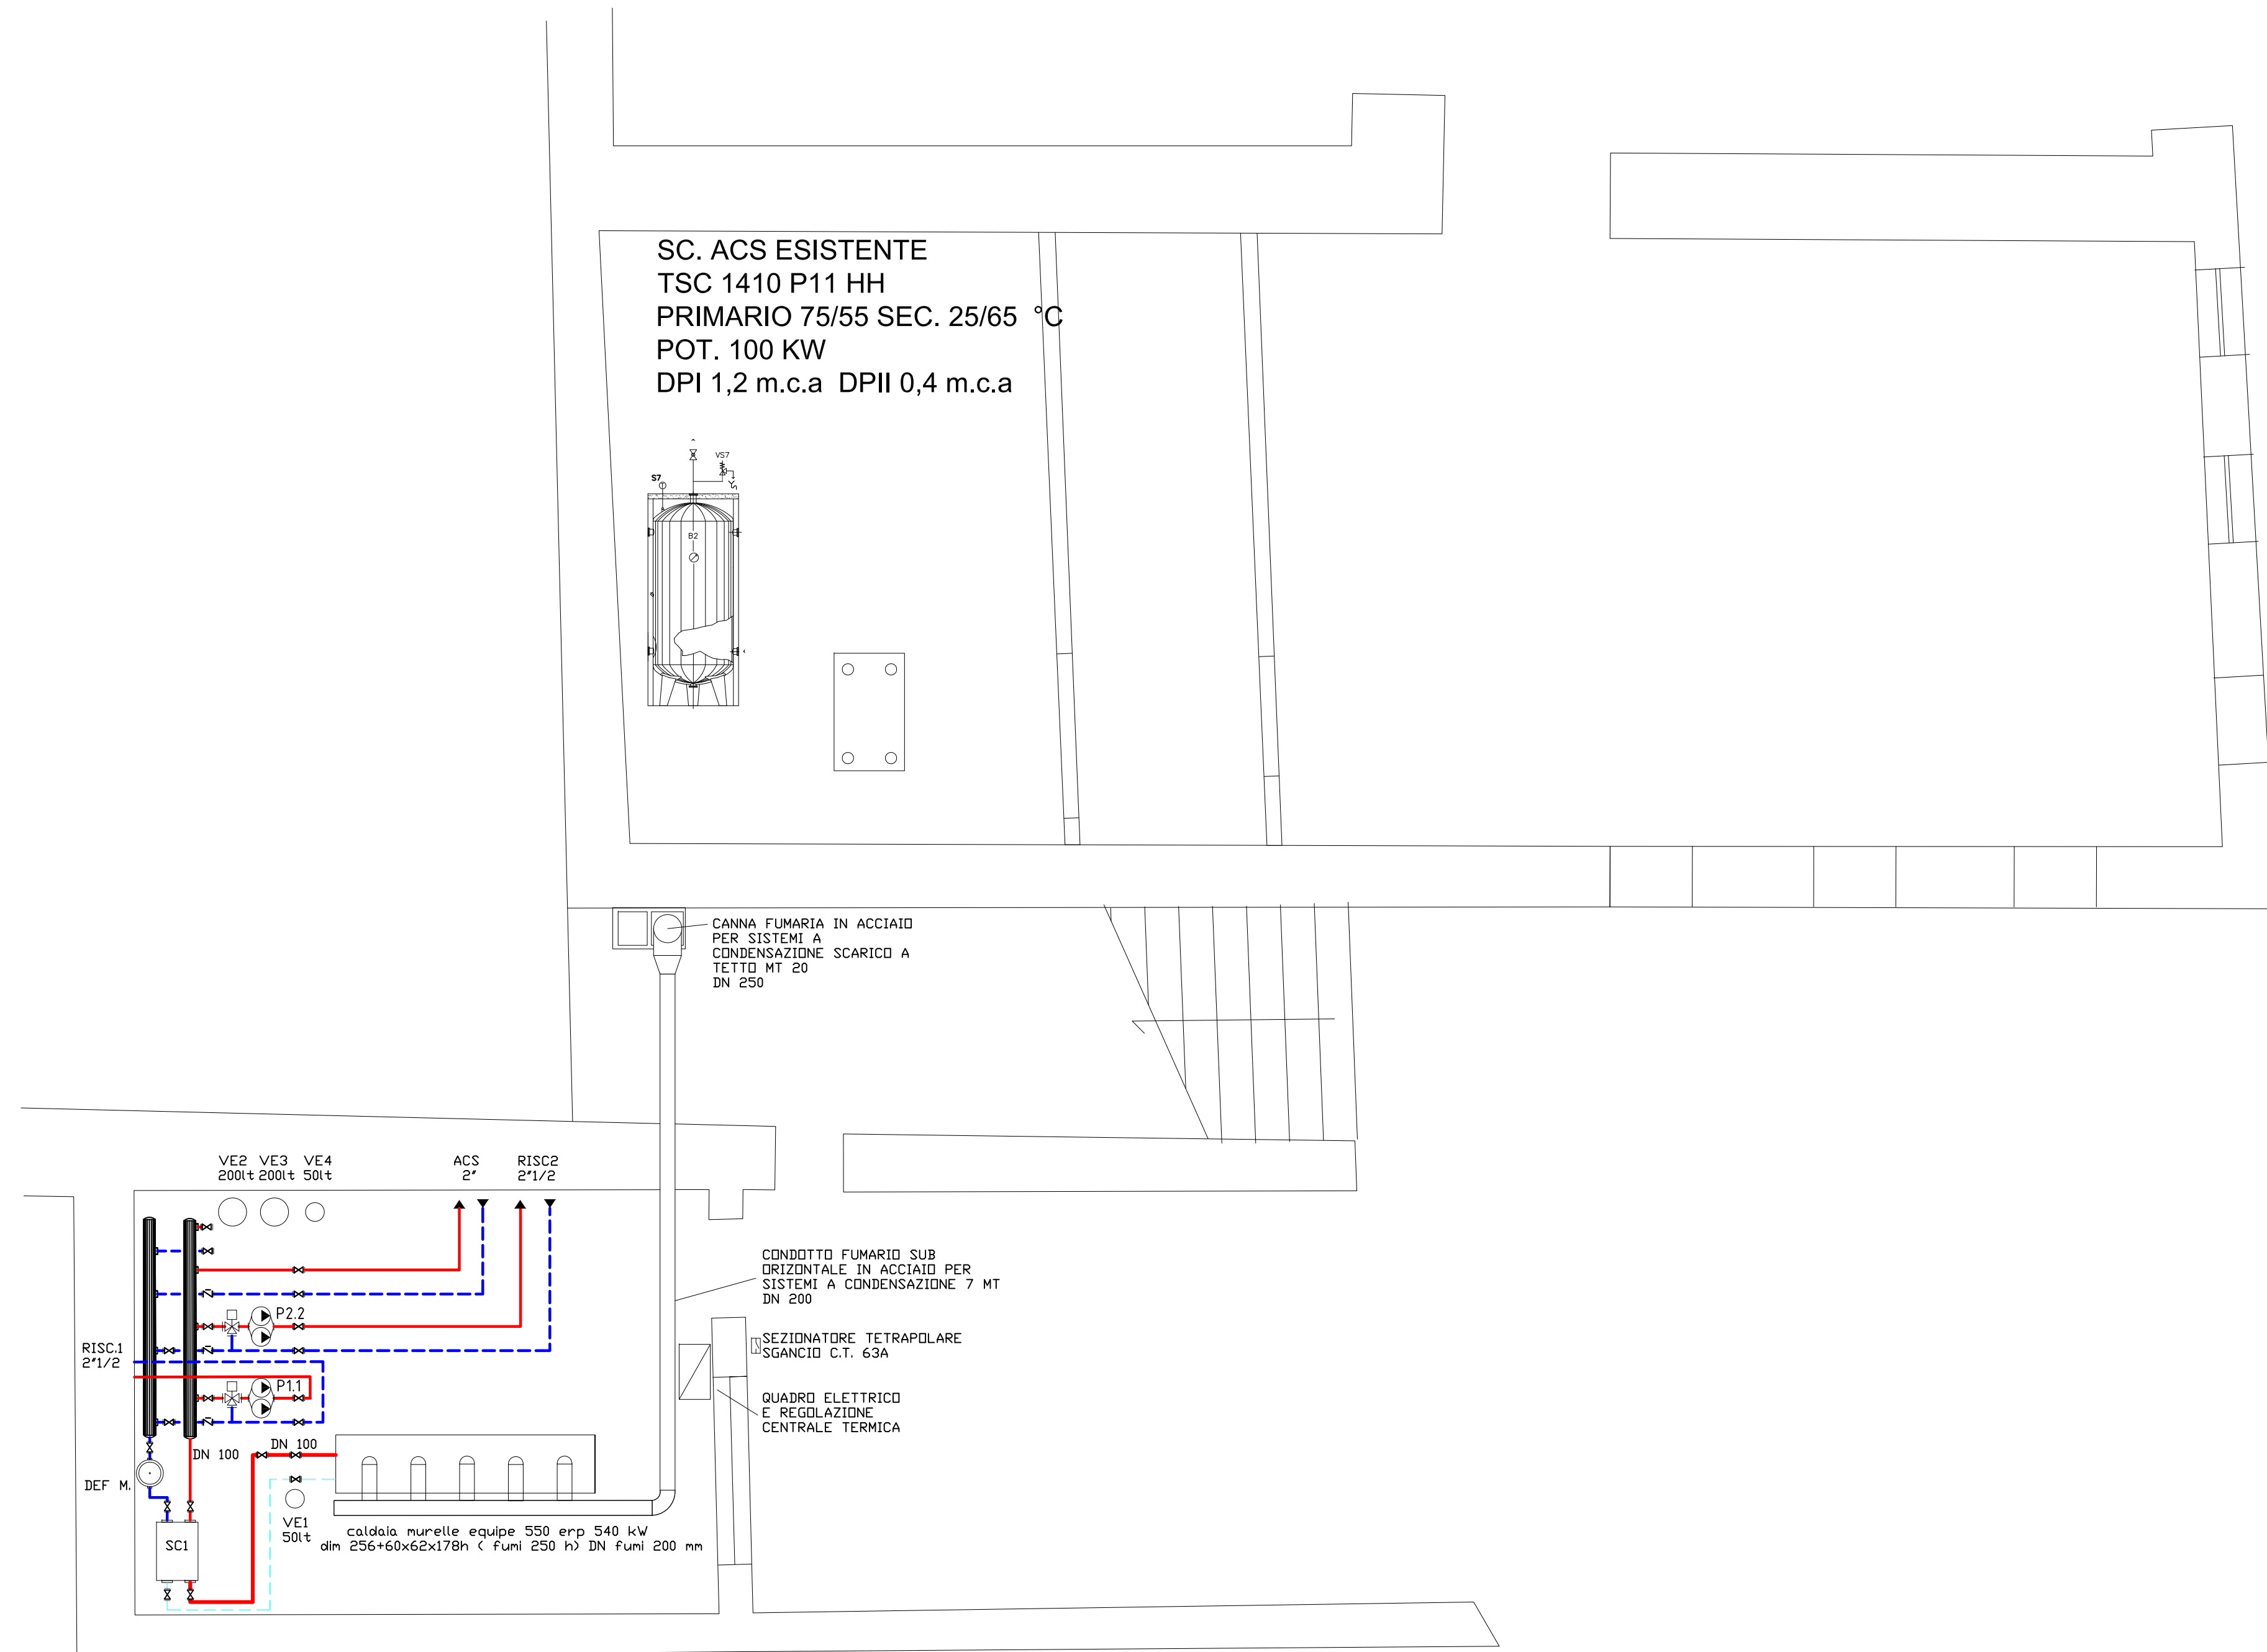 SC. ACS ESISTENTE
TSC 1410 P11 HH
PRIMARIO 75/55 SEC. 25/65 °C
POT. 100 KW
DPI 1,2 m.c.a DPII 0,4 m.c.a
VS7
S7
B2
CANNA FUMARIA IN ACCIAIO
PER SISTEMI A
CONDENSAZIONE SCARICO A
TETTO MT 20
DN 250
VE2 VE3 VE4
200lt 200lt 50lt
ACS
2"
RISC2
2"1/2
CONDOTTO FUMARIO SUB
ORIZONTALE IN ACCIAIO PER
SISTEMI A CONDENSAZIONE 7 MT
DN 200
P2.2
SEZIONATORE TETRAPOLARE
SGANCIO C.T. 63A
RISC.1
2"1/2
P1.1
QUADRO ELETTRICO
E REGOLAZIONE
CENTRALE TERMICA
DN 100
DN 100
DEF M.
VE1
50lt
SC1
caldaia murelle equipe 550 erp 540 kW
dim 256+60x62x178h ( fumi 250 h) DN fumi 200 mm